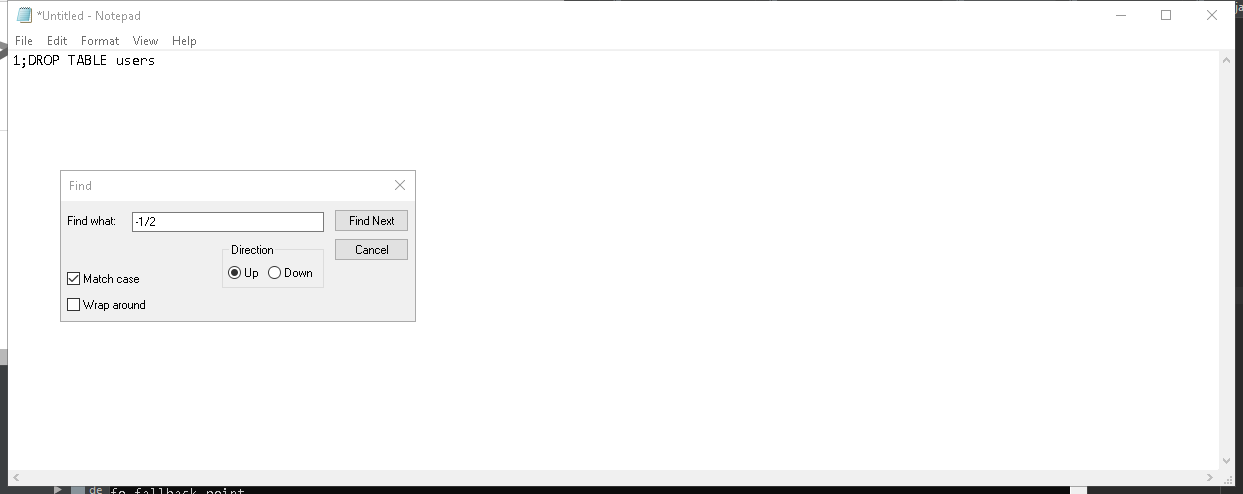 *Untitled - Notepad
File Edit Format View Help
1;DROP TABLE users
Find
Find what: -1/2 Find Next
Direction Cancel
Up Down
Match case
Wrap around
de fo fallback point
ja